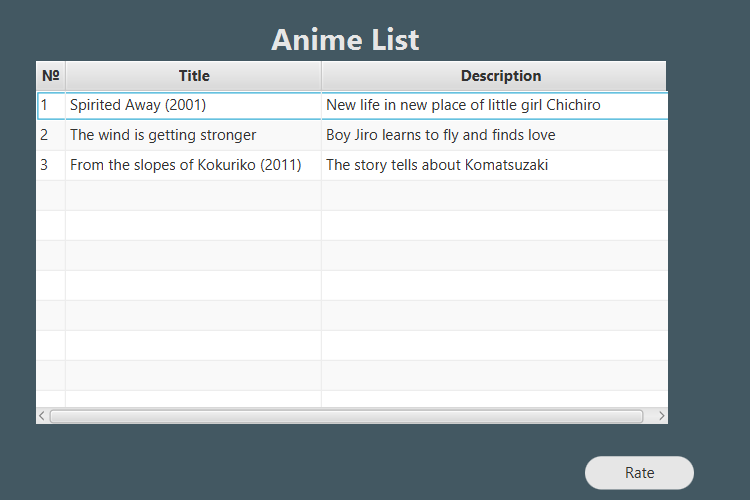 Anime List
№ Title Description
1 Spirited Away (2001) New life in new place of little girl Chichiro
2 The wind is getting stronger Boy Jiro learns to fly and finds love
3 From the slopes of Kokuriko (2011) The story tells about Komatsuzaki
Rate